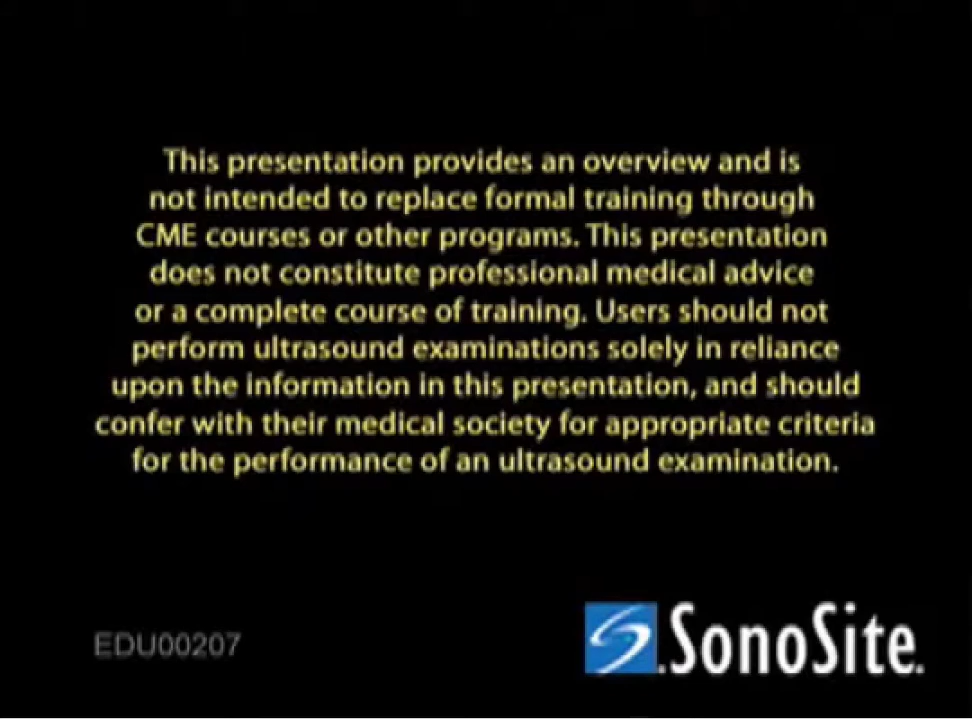 This presentation provides an overview and is
not intended to replace formal training through
CME courses or other programs. This presentation
does not constitute professional medical advice
or a complete course of training. Users should not
perform ultrasound examinations solely in reliance
upon the information in this presentation, and should
confer with their medical society for appropriate criteria
for the performance of an ultrasound examination.
EDU00207
SonoSite.